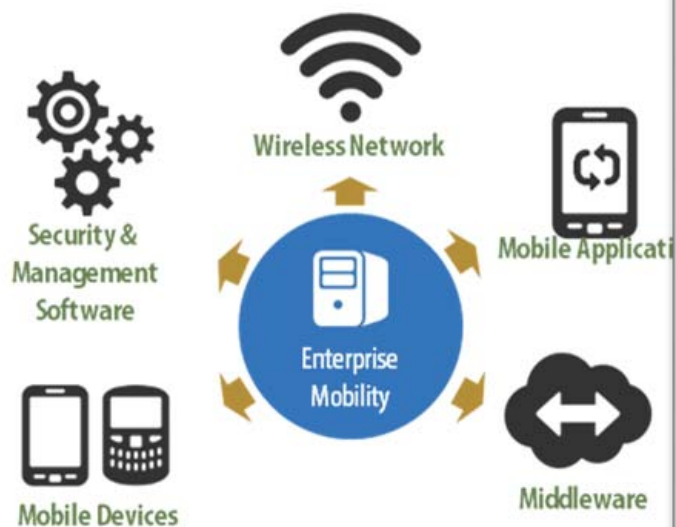 Wireless Network
Security &
Management
Software
Mobile Applicati
Enterprise
Mobility
Mobile Devices
Middleware